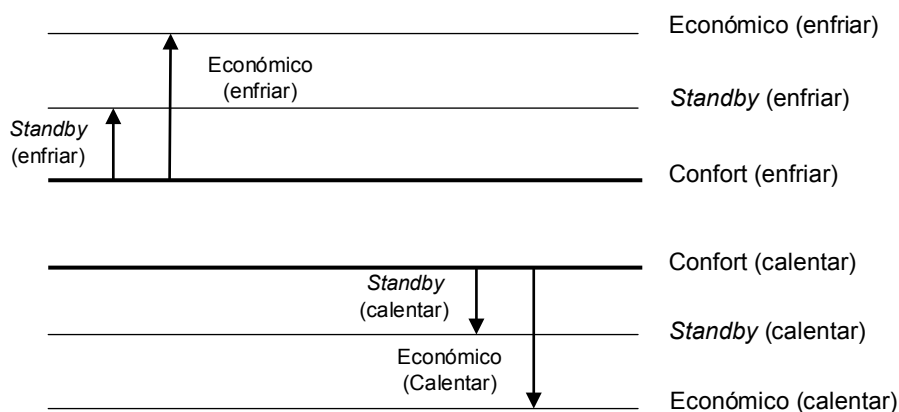 Económico (enfriar)
Económico
(enfriar)
Standby (enfriar)
Standby
(enfriar)
Confort (enfriar)
Confort (calentar)
Standby
(calentar)
Standby (calentar)
Económico
(Calentar)
Económico (calentar)